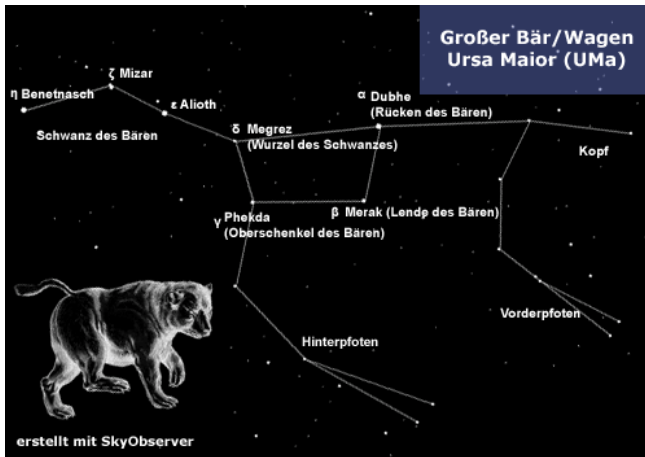 Großer Bär/Wagen
Ursa Maior (UMa)
ζ Mizar
η Benetnasch
ε Alioth
α Dubhe
(Rücken des Bären)
Schwanz des Bären
δ Megrez
(Wurzel des Schwanzes)
Kopf
γ Phekda
(Oberschenkel des Bären)
β Merak (Lende des Bären)
Vorderpfoten
Hinterpfoten
erstellt mit SkyObserver